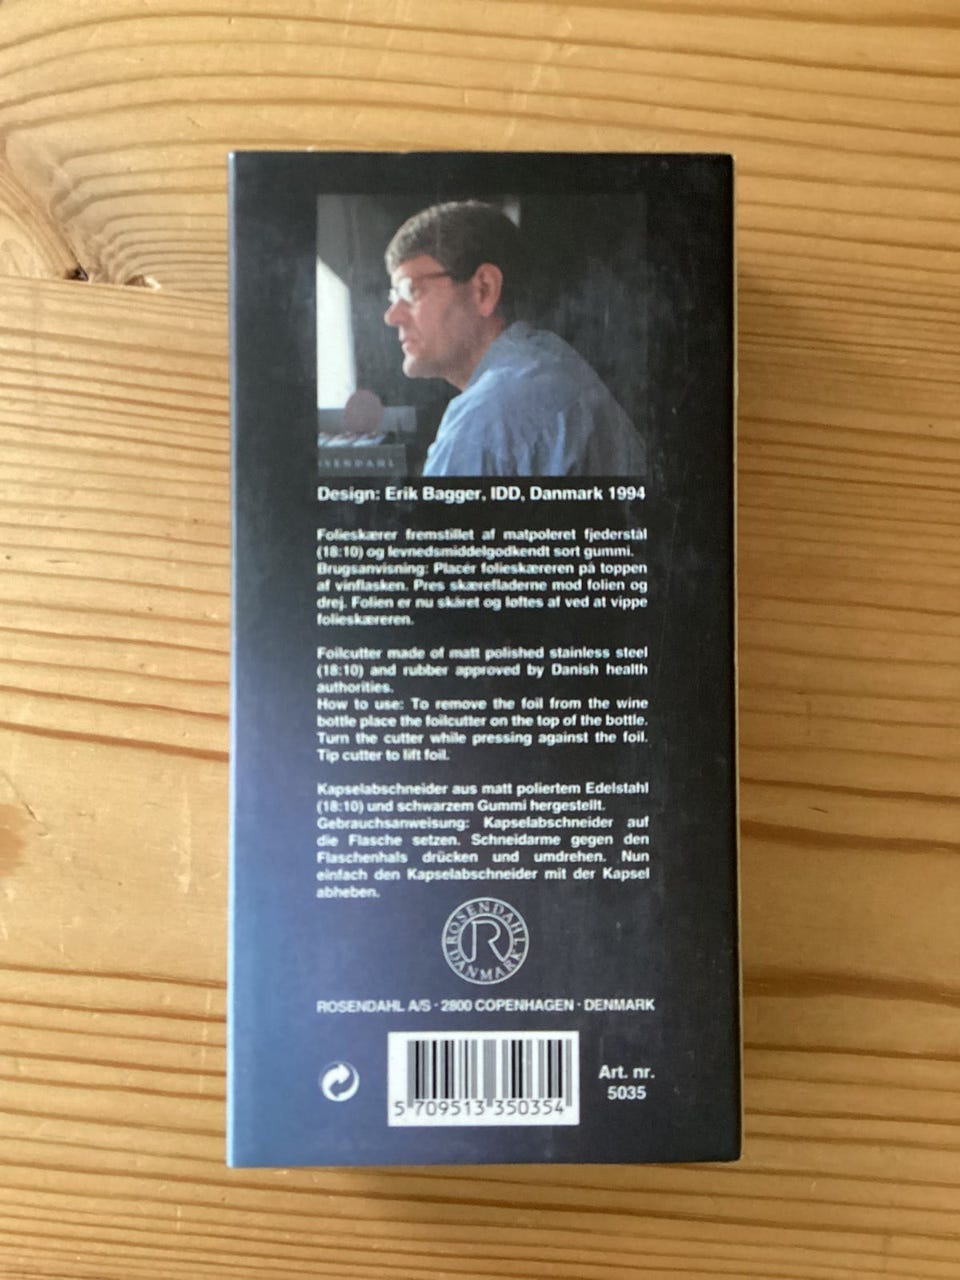 SENDAHL
Design: Erik Bagger, IDD, Danmark 1994
Folieskærer fremstillet af matpoleret fjederstål
(18:10) og levnedsmiddelgodkendt sort gummi.
Brugsanvisning: Placér folieskæreren på toppen
af vinflasken. Pres skærefladerne mod folien og
drej. Folien er nu skåret og løftes af ved at vippe
folieskæreren.
Foilcutter made of matt polished stainless steel
(18:10) and rubber approved by Danish health
authorities.
How to use: To remove the foil from the wine
bottle place the foilcutter on the top of the bottle.
Turn the cutter while pressing against the foil.
Tip cutter to lift foil.
Kapselabschneider aus matt poliertem Edelstahl
(18:10) und schwarzem Gummi hergestellt.
Gebrauchsanweisung: Kapselabschneider auf
die Flasche setzen. Schneidarme gegen den
Flaschenhals drücken und umdrehen. Nun
einfach den Kapselabschneider mit der Kapsel
abheben.
ROSENDAHL
R
DANMARK
ROSENDAHL A/S · 2800 COPENHAGEN · DENMARK
Art. nr.
5035
5 709513 350354